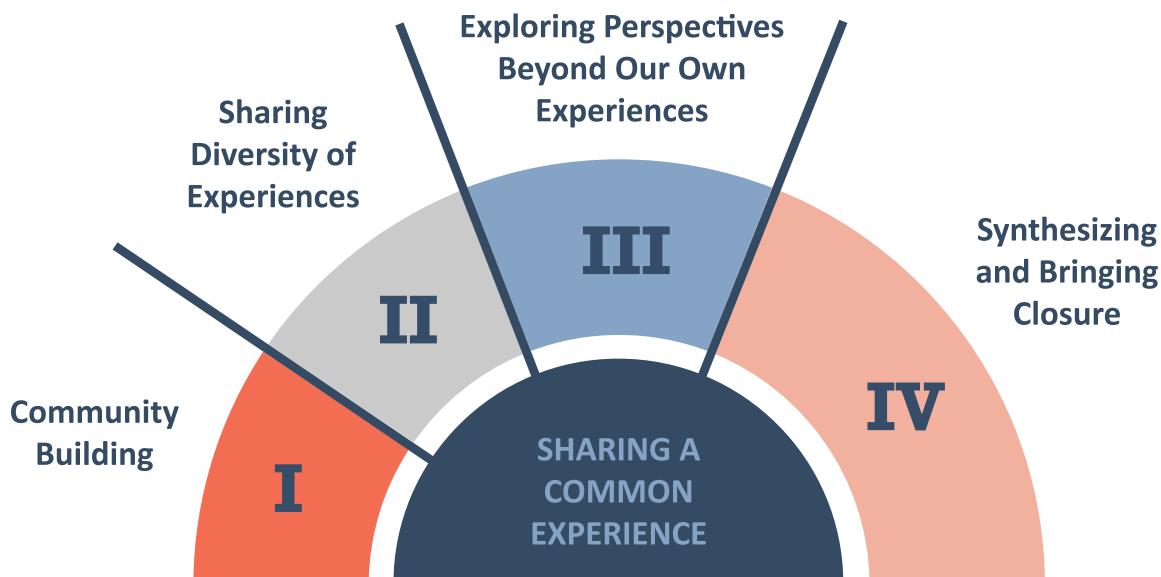 Community
Building
I
Sharing
Diversity of
Experiences
II
Exploring Perspectives
Beyond Our Own
Experiences
III
Synthesizing
and Bringing
Closure
IV
SHARING A
COMMON
EXPERIENCE